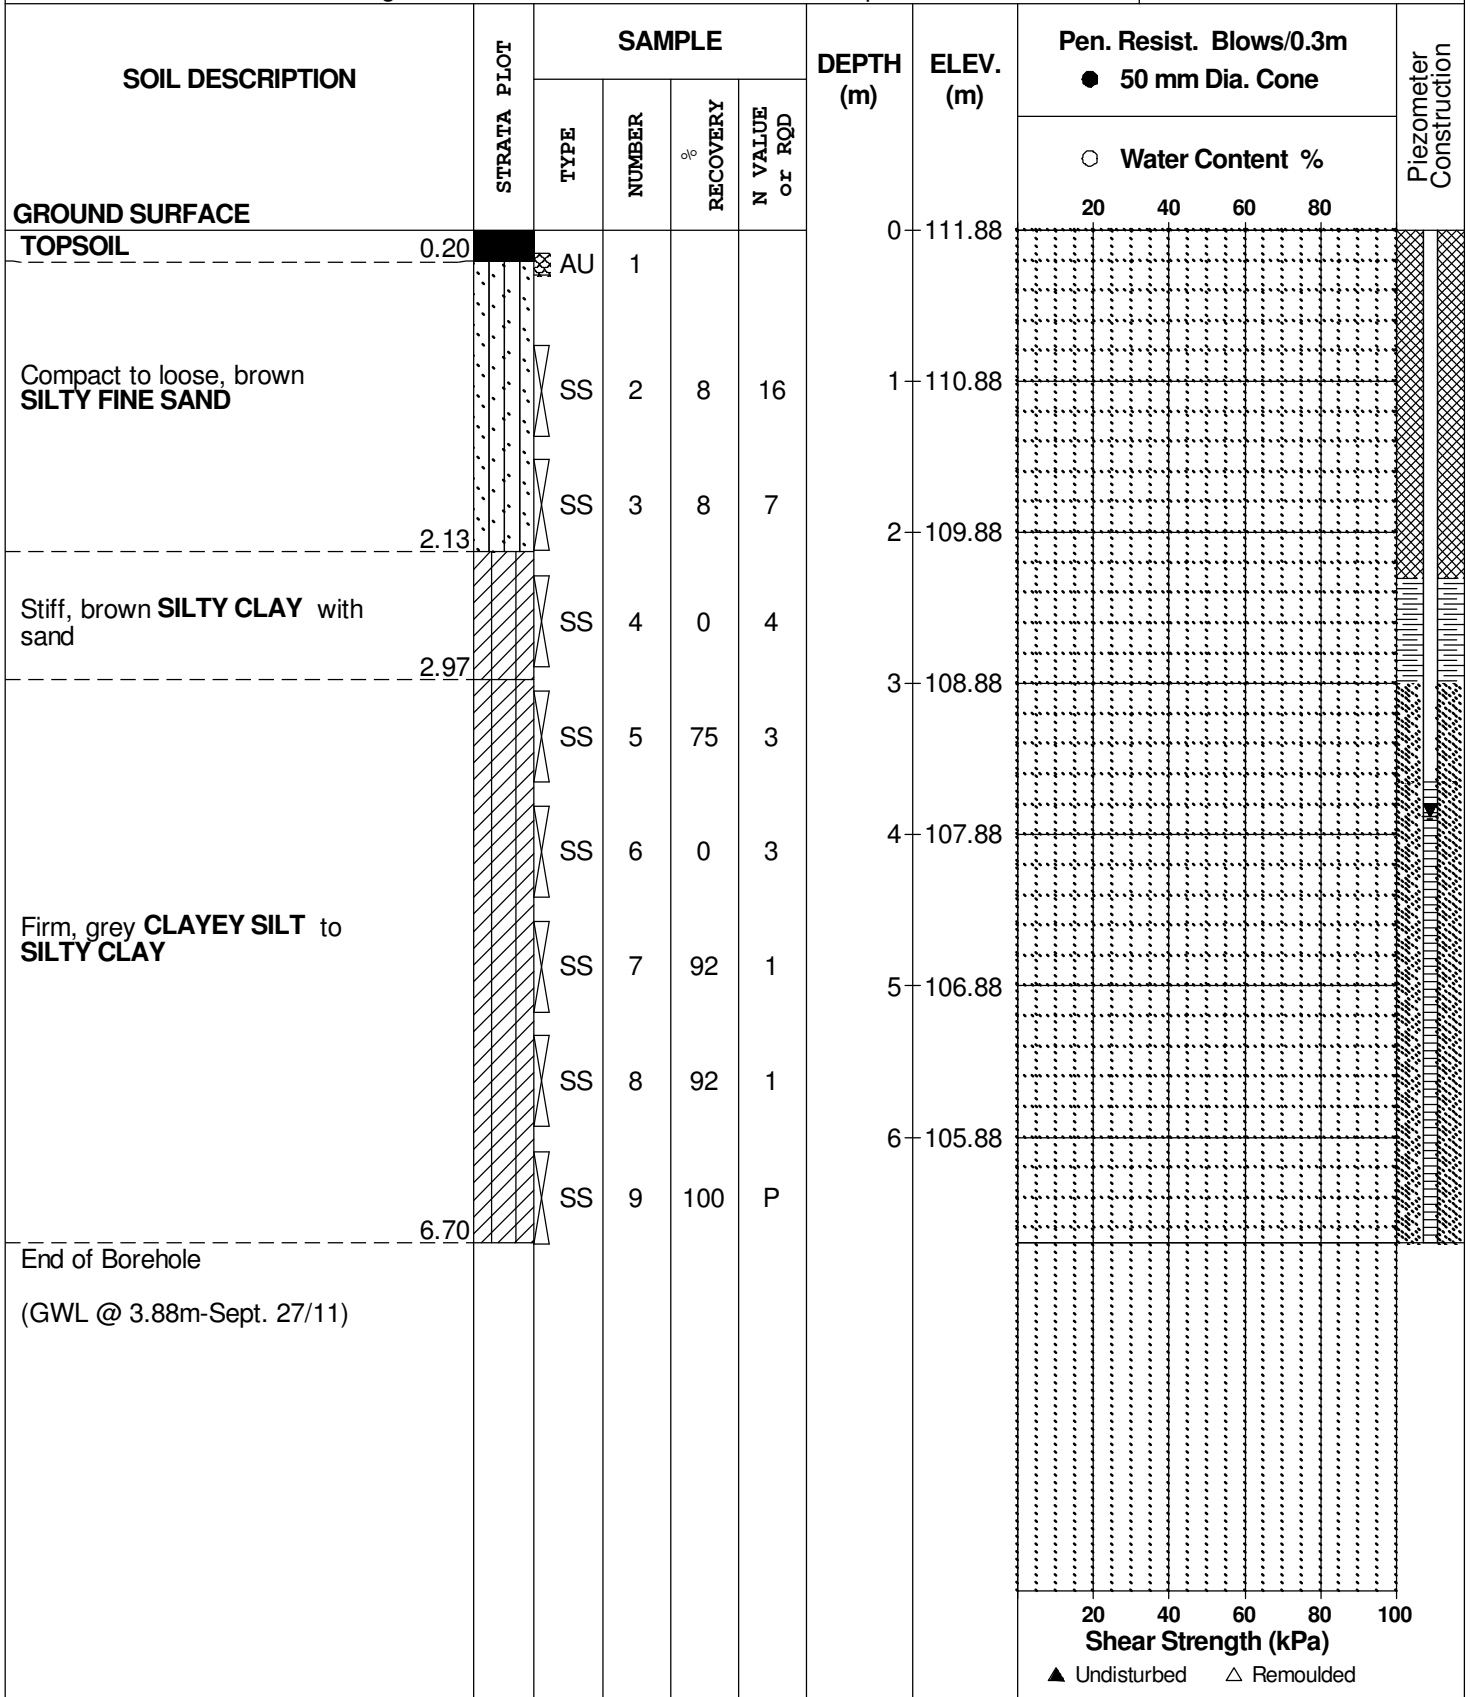 SOIL DESCRIPTION
STRATA PLOT
SAMPLE
TYPE
NUMBER
% RECOVERY
N VALUE or RQD
DEPTH (m)
ELEV. (m)
Pen. Resist. Blows/0.3m
● 50 mm Dia. Cone
○ Water Content %
Piezometer Construction
20 40 60 80
GROUND SURFACE
0 111.88
TOPSOIL 0.20
AU 1
Compact to loose, brown
SILTY FINE SAND
SS 2 8 16
1 110.88
SS 3 8 7
2.13
2 109.88
Stiff, brown SILTY CLAY with
sand
SS 4 0 4
2.97
3 108.88
SS 5 75 3
4 107.88
SS 6 0 3
Firm, grey CLAYEY SILT to
SILTY CLAY
SS 7 92 1
5 106.88
SS 8 92 1
6 105.88
SS 9 100 P
6.70
End of Borehole
(GWL @ 3.88m-Sept. 27/11)
20 40 60 80 100
Shear Strength (kPa)
▲ Undisturbed △ Remoulded